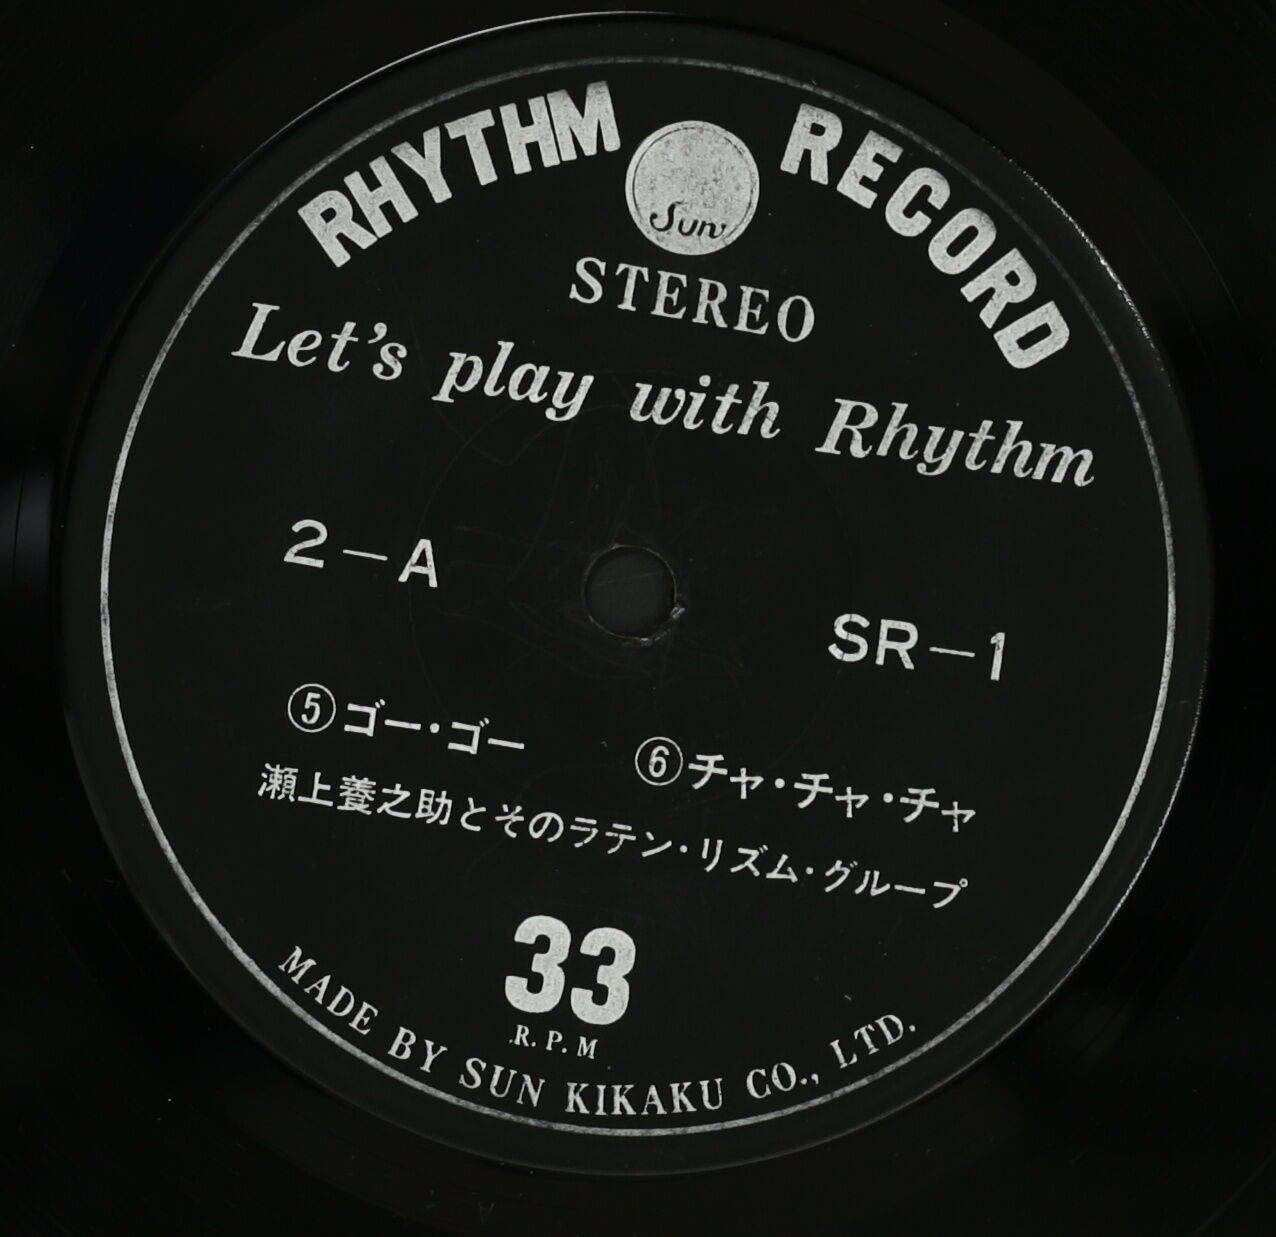 RHYTHM RECORD
Sun
STEREO
Let's play with Rhythm
2-A
SR-1
⑤ゴー・ゴー ⑥チャ・チャ・チャ
瀬上養之助とそのラテン・リズム・グループ
33
R.P.M
MADE BY SUN KIKAKU CO., LTD.